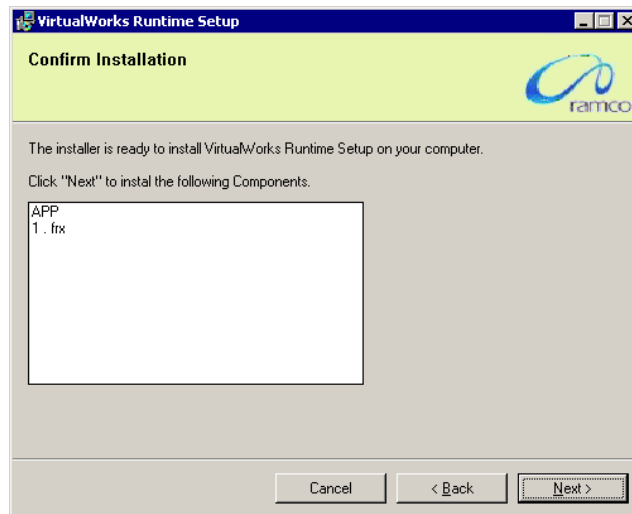 VirtualWorks Runtime Setup
Confirm Installation
ramco
The installer is ready to install VirtualWorks Runtime Setup on your computer.
Click "Next" to instal the following Components.
APP
1 . frx
Cancel
< Back
Next >